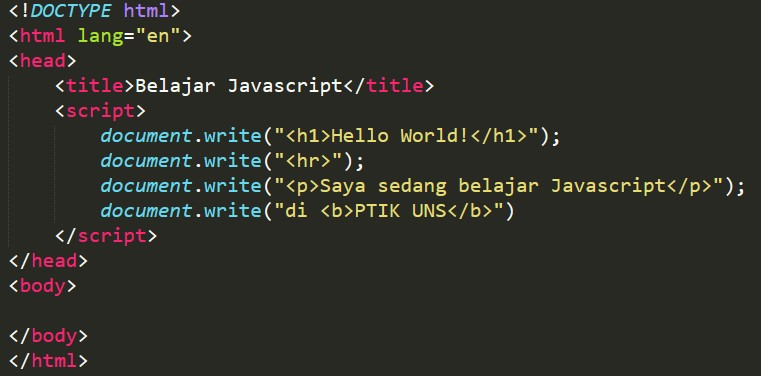 <!DOCTYPE html>
<html lang="en">
<head>
    <title>Belajar Javascript</title>
    <script>
        document.write("<h1>Hello World!</h1>");
        document.write("<hr>");
        document.write("<p>Saya sedang belajar Javascript</p>");
        document.write("di <b>PTIK UNS</b>")
    </script>
</head>
<body>

</body>
</html>